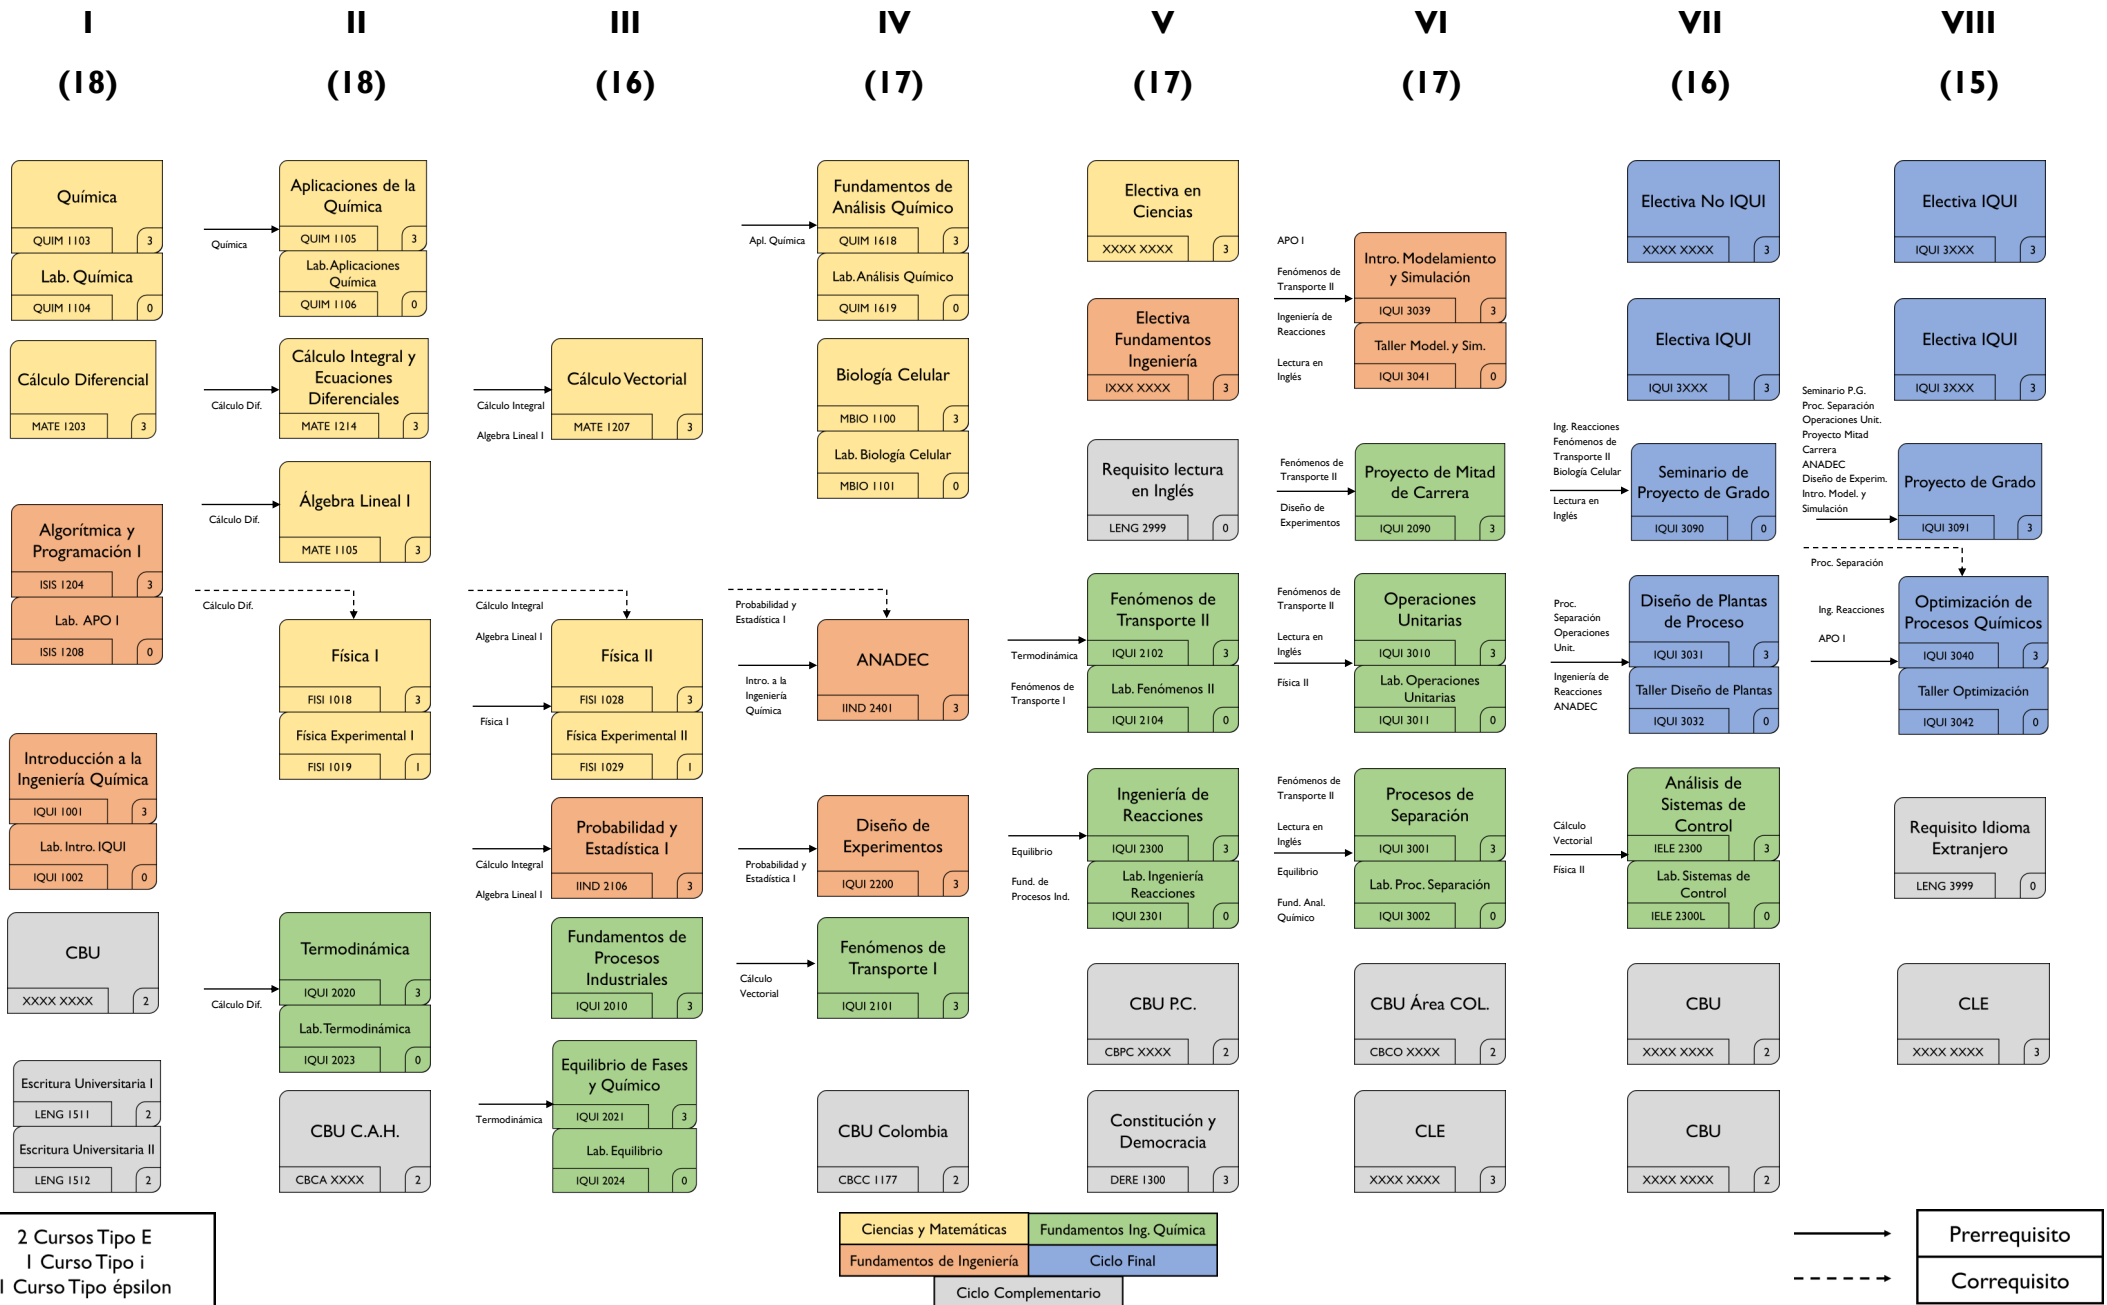 I
II
III
IV
V
VI
VII
VIII
(18)
(18)
(16)
(17)
(17)
(17)
(16)
(15)
Química
QUIM 1103
3
Lab. Química
QUIM 1104
0
Cálculo Diferencial
MATE 1203
3
Algorítmica y
Programación I
ISIS 1204
3
Lab. APO I
ISIS 1208
0
Introducción a la
Ingeniería Química
IQUI 1001
3
Lab. Intro. IQUI
IQUI 1002
0
CBU
XXXX XXXX
2
Escritura Universitaria I
LENG 1511
2
Escritura Universitaria II
LENG 1512
2
Química
Aplicaciones de la
Química
QUIM 1105
3
Lab. Aplicaciones
Química
QUIM 1106
0
Cálculo Dif.
Cálculo Integral y
Ecuaciones
Diferenciales
MATE 1214
3
Cálculo Dif.
Álgebra Lineal I
MATE 1105
3
Cálculo Dif.
Física I
FISI 1018
3
Física Experimental I
FISI 1019
1
Cálculo Dif.
Termodinámica
IQUI 2020
3
Lab. Termodinámica
IQUI 2023
0
CBU C.A.H.
CBCA XXXX
2
Cálculo Integral
Algebra Lineal I
Cálculo Vectorial
MATE 1207
3
Cálculo Integral
Algebra Lineal I
Física I
Física II
FISI 1028
3
Física Experimental II
FISI 1029
1
Cálculo Integral
Algebra Lineal I
Probabilidad y
Estadística I
IIND 2106
3
Fundamentos de
Procesos
Industriales
IQUI 2010
3
Termodinámica
Equilibrio de Fases
y Químico
IQUI 2021
3
Lab. Equilibrio
IQUI 2024
0
Apl. Química
Fundamentos de
Análisis Químico
QUIM 1618
3
Lab. Análisis Químico
QUIM 1619
0
Biología Celular
MBIO 1100
3
Lab. Biología Celular
MBIO 1101
0
Probabilidad y
Estadística I
Intro. a la
Ingeniería
Química
ANADEC
IIND 2401
3
Probabilidad y
Estadística I
Diseño de
Experimentos
IQUI 2200
3
Cálculo
Vectorial
Fenómenos de
Transporte I
IQUI 2101
3
CBU Colombia
CBCC 1177
2
Electiva en
Ciencias
XXXX XXXX
3
Electiva
Fundamentos
Ingeniería
IXXX XXXX
3
Requisito lectura
en Inglés
LENG 2999
0
Termodinámica
Fenómenos de
Transporte I
Fenómenos de
Transporte II
IQUI 2102
3
Lab. Fenómenos II
IQUI 2104
0
Equilibrio
Fund. de
Procesos Ind.
Ingeniería de
Reacciones
IQUI 2300
3
Lab. Ingeniería
Reacciones
IQUI 2301
0
CBU P.C.
CBPC XXXX
2
Constitución y
Democracia
DERE 1300
3
APO I
Fenómenos de
Transporte II
Ingeniería de
Reacciones
Lectura en
Inglés
Intro. Modelamiento
y Simulación
IQUI 3039
3
Taller Model. y Sim.
IQUI 3041
0
Fenómenos de
Transporte II
Diseño de
Experimentos
Proyecto de Mitad
de Carrera
IQUI 2090
3
Fenómenos de
Transporte II
Lectura en
Inglés
Física II
Operaciones
Unitarias
IQUI 3010
3
Lab. Operaciones
Unitarias
IQUI 3011
0
Fenómenos de
Transporte II
Lectura en
Inglés
Equilibrio
Fund. Anal.
Químico
Procesos de
Separación
IQUI 3001
3
Lab. Proc. Separación
IQUI 3002
0
CBU Área COL.
CBCO XXXX
2
CLE
XXXX XXXX
3
Electiva No IQUI
XXXX XXXX
3
Electiva IQUI
IQUI 3XXX
3
Ing. Reacciones
Fenómenos de
Transporte II
Biología Celular
Lectura en
Inglés
Seminario de
Proyecto de Grado
IQUI 3090
0
Proc.
Separación
Operaciones
Unit.
Ingeniería de
Reacciones
ANADEC
Diseño de Plantas
de Proceso
IQUI 3031
3
Taller Diseño de Plantas
IQUI 3032
0
Cálculo
Vectorial
Física II
Análisis de
Sistemas de
Control
IELE 2300
3
Lab. Sistemas de
Control
IELE 2300L
0
CBU
XXXX XXXX
2
CBU
XXXX XXXX
2
Electiva IQUI
IQUI 3XXX
3
Electiva IQUI
IQUI 3XXX
3
Seminario P.G.
Proc. Separación
Operaciones Unit.
Proyecto Mitad
Carrera
ANADEC
Diseño de Experim.
Intro. Model. y
Simulación
Proyecto de Grado
IQUI 3091
3
Proc. Separación
Ing. Reacciones
APO I
Optimización de
Procesos Químicos
IQUI 3040
3
Taller Optimización
IQUI 3042
0
Requisito Idioma
Extranjero
LENG 3999
0
CLE
XXXX XXXX
3
2 Cursos Tipo E
1 Curso Tipo i
1 Curso Tipo épsilon
Ciencias y Matemáticas
Fundamentos Ing. Química
Fundamentos de Ingeniería
Ciclo Final
Ciclo Complementario
Prerrequisito
Correquisito